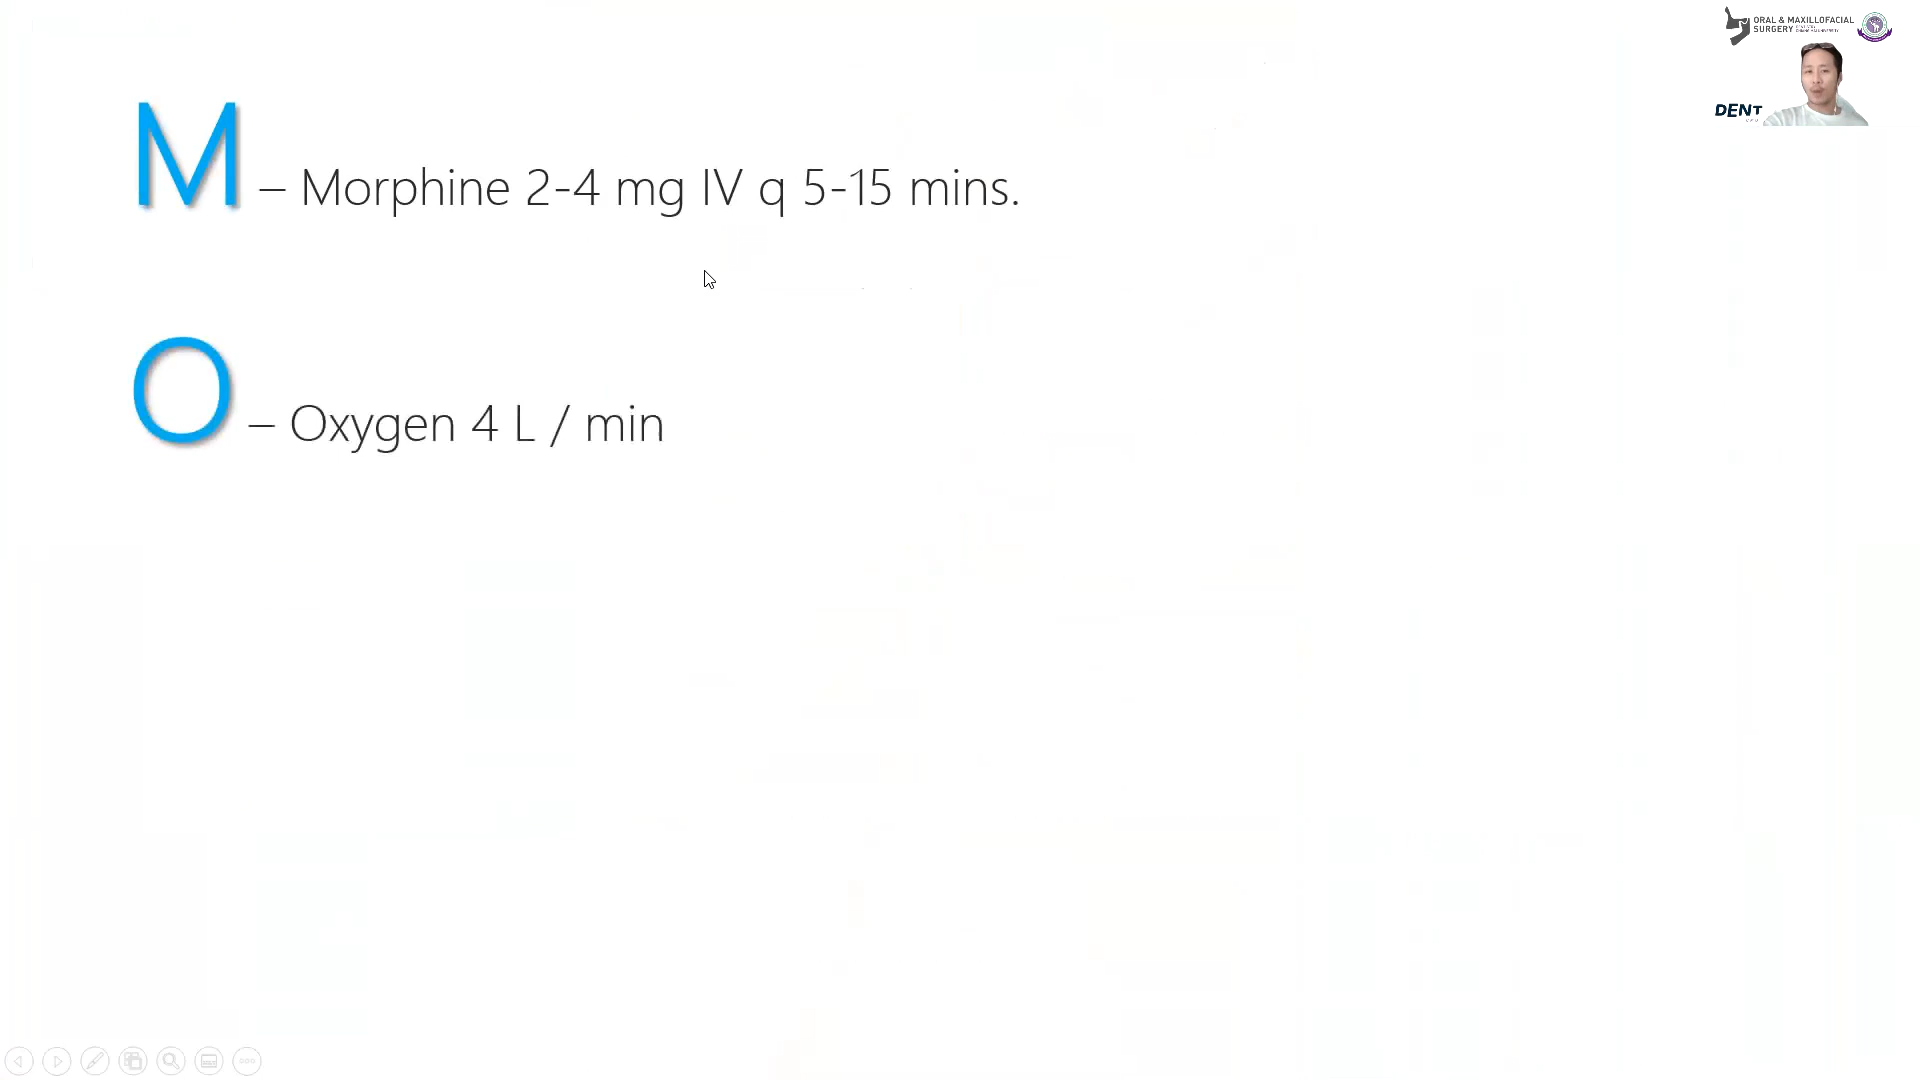 ORAL & MAXILLOFACIAL
SURGERY
DENT
M – Morphine 2-4 mg IV q 5-15 mins.
O – Oxygen 4 L / min